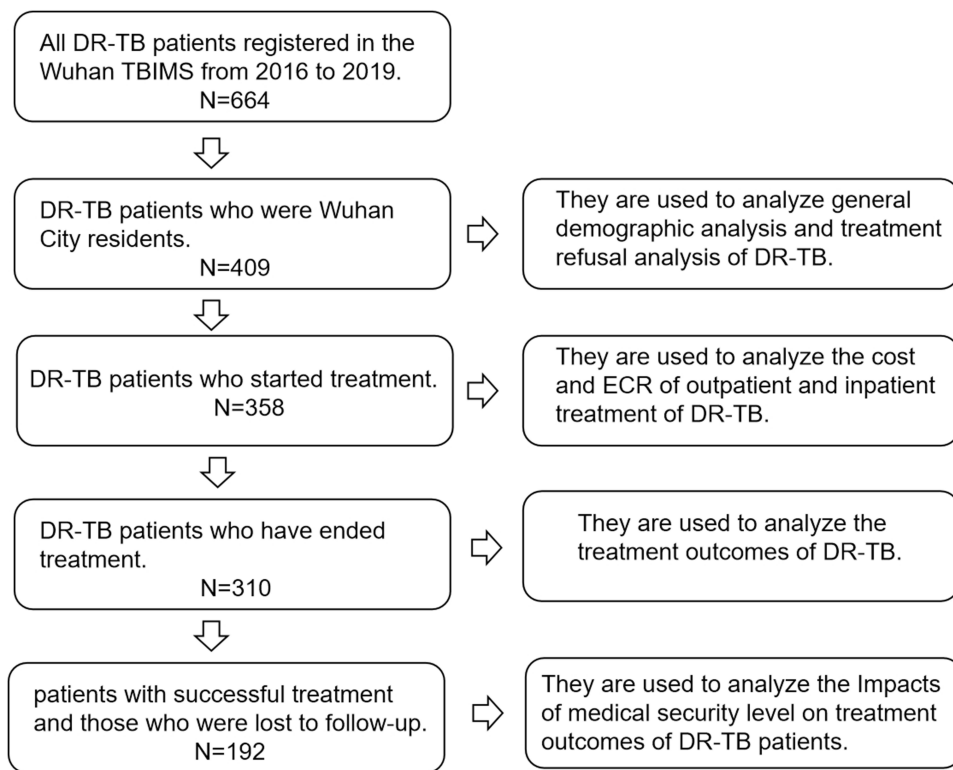 All DR-TB patients registered in the
Wuhan TBIMS from 2016 to 2019.
N=664
DR-TB patients who were Wuhan
City residents.
N=409
They are used to analyze general
demographic analysis and treatment
refusal analysis of DR-TB.
DR-TB patients who started treatment.
N=358
They are used to analyze the cost
and ECR of outpatient and inpatient
treatment of DR-TB.
DR-TB patients who have ended
treatment.
N=310
They are used to analyze the
treatment outcomes of DR-TB.
patients with successful treatment
and those who were lost to follow-up.
N=192
They are used to analyze the Impacts
of medical security level on treatment
outcomes of DR-TB patients.